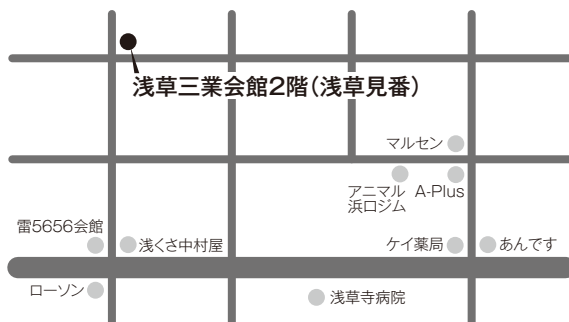 浅草三業会館2階(浅草見番)
マルセン
アニマル
浜口ジム
A-Plus
雷5656会館
浅くさ中村屋
ケイ薬局
あんです
ローソン
浅草寺病院